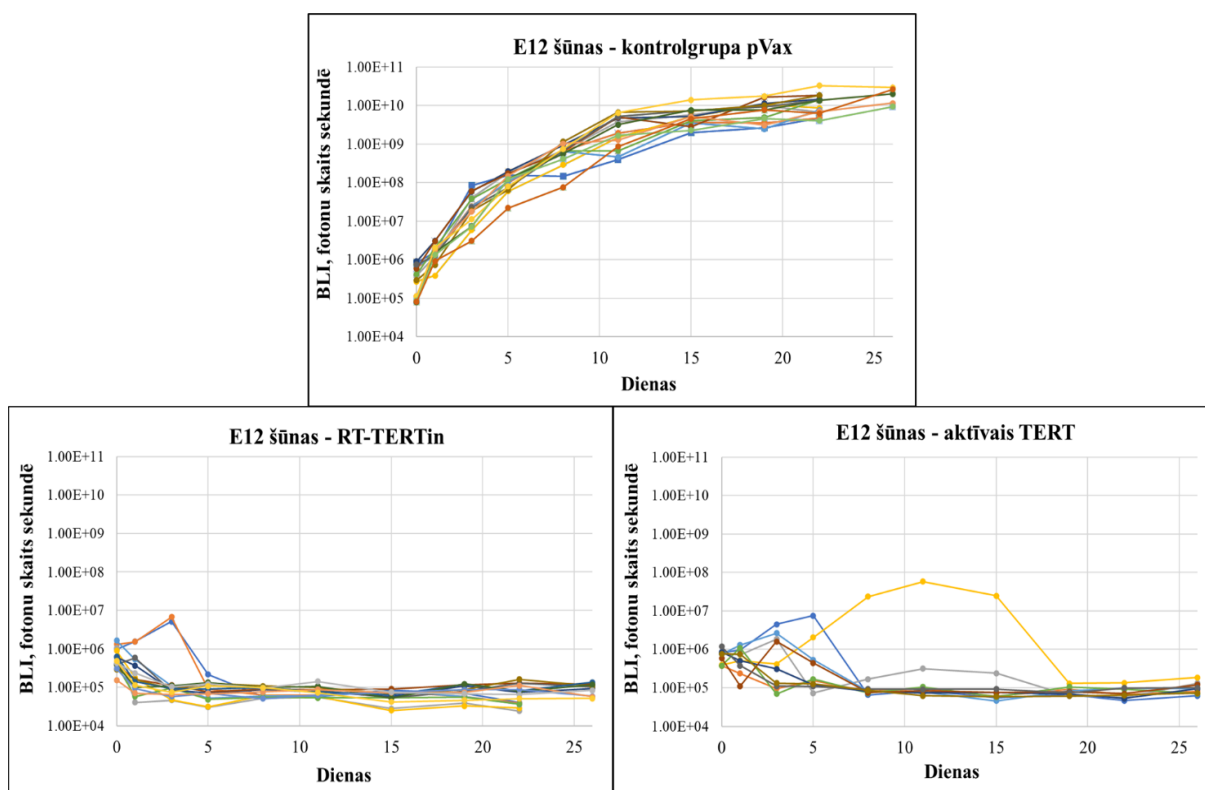 E12 šūnas - kontrolgrupa pVax
BLI, fotonu skaits sekundē
1.00E+11
1.00E+10
1.00E+09
1.00E+08
1.00E+07
1.00E+06
1.00E+05
1.00E+04
0 5 10 15 20 25
Dienas
E12 šūnas - RT-TERTin
BLI, fotonu skaits sekundē
1.00E+11
1.00E+10
1.00E+09
1.00E+08
1.00E+07
1.00E+06
1.00E+05
1.00E+04
0 5 10 15 20 25
Dienas
E12 šūnas - aktīvais TERT
BLI, fotonu skaits sekundē
1.00E+11
1.00E+10
1.00E+09
1.00E+08
1.00E+07
1.00E+06
1.00E+05
1.00E+04
0 5 10 15 20 25
Dienas